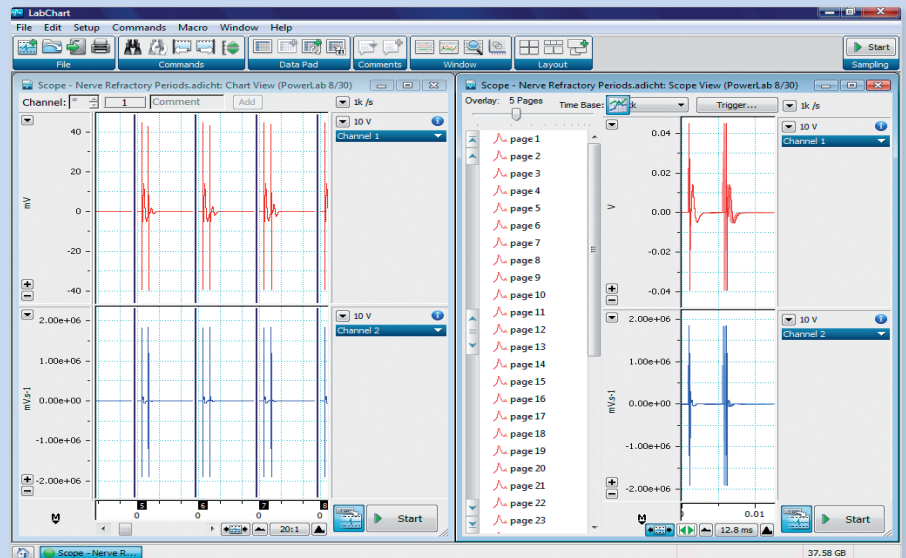 LabChart
File Edit Setup Commands Macro Window Help
Start
File Commands Data Pad Comments Window Layout Sampling
Scope - Nerve Refractory Periods.adicht: Chart View (PowerLab 8/30)
Channel: * 1 Comment Add
1k /s
10 V
Channel 1
40
20
0
-20
-40
mV
10 V
Channel 2
2.00e+06
1.00e+06
0.00e+00
-1.00e+06
-2.00e+06
mV.s-1
5 6 7 8
0 0 0 0
M
20:1
Start
Scope - Nerve Refractory Periods.adicht: Scope View (PowerLab 8/30)
Overlay: 5 Pages Time Base: k Trigger... 1k /s
page 1
page 2
page 3
page 4
page 5
page 6
page 7
page 8
page 9
page 10
page 11
page 12
page 13
page 14
page 15
page 16
page 17
page 18
page 19
page 20
page 21
page 22
page 23
10 V
Channel 1
0.04
0.02
0.00
-0.02
-0.04
V
10 V
Channel 2
2.00e+06
1.00e+06
0.00e+00
-1.00e+06
-2.00e+06
mV.s-1
0.01
M
12.8 ms
Start
Scope - Nerve R...
37.58 GB